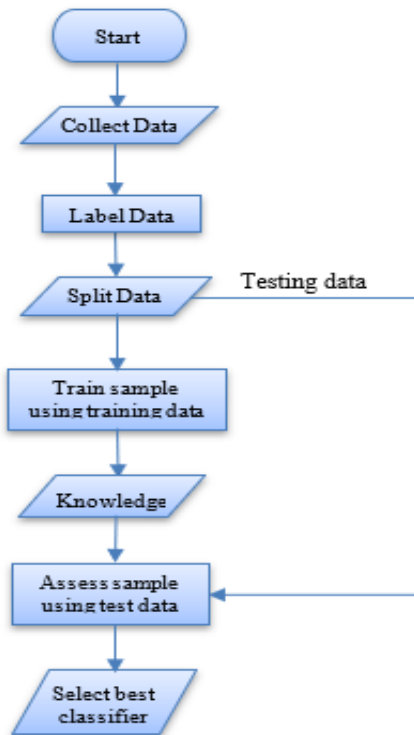 Start
Collect Data
Label Data
Split Data
Testing data
Train sample
using training data
Knowledge
Assess sample
using test data
Select best
classifier